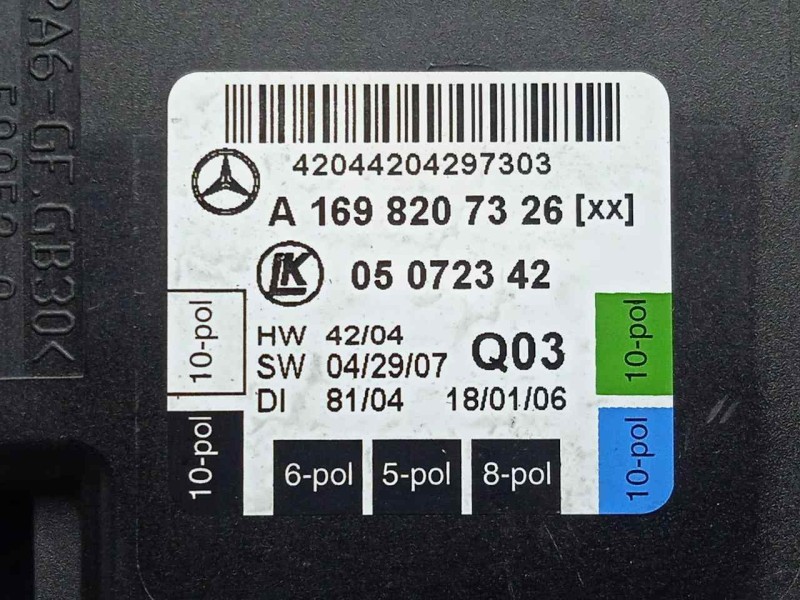 PA6-GF.GB30<
42044204297303
A 169 820 73 26 [xx]
LK
05 0723 42
HW 42/04
SW 04/29/07
Q03
DI 81/04 18/01/06
10-pol
10-pol
6-pol
5-pol
8-pol
10-pol
10-pol